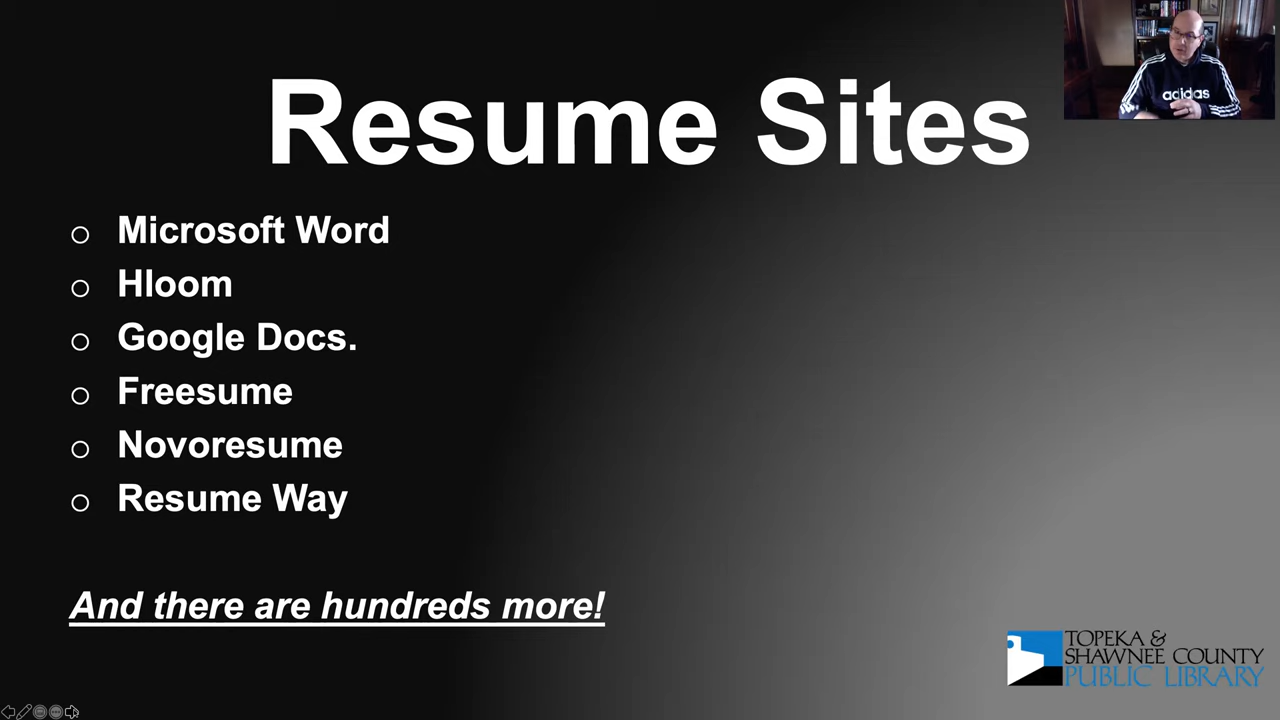 Resume Sites
adidas
Microsoft Word
Hloom
Google Docs.
Freesume
Novoresume
Resume Way
And there are hundreds more!
TOPEKA &
SHAWNEE COUNTY
PUBLIC LIBRARY